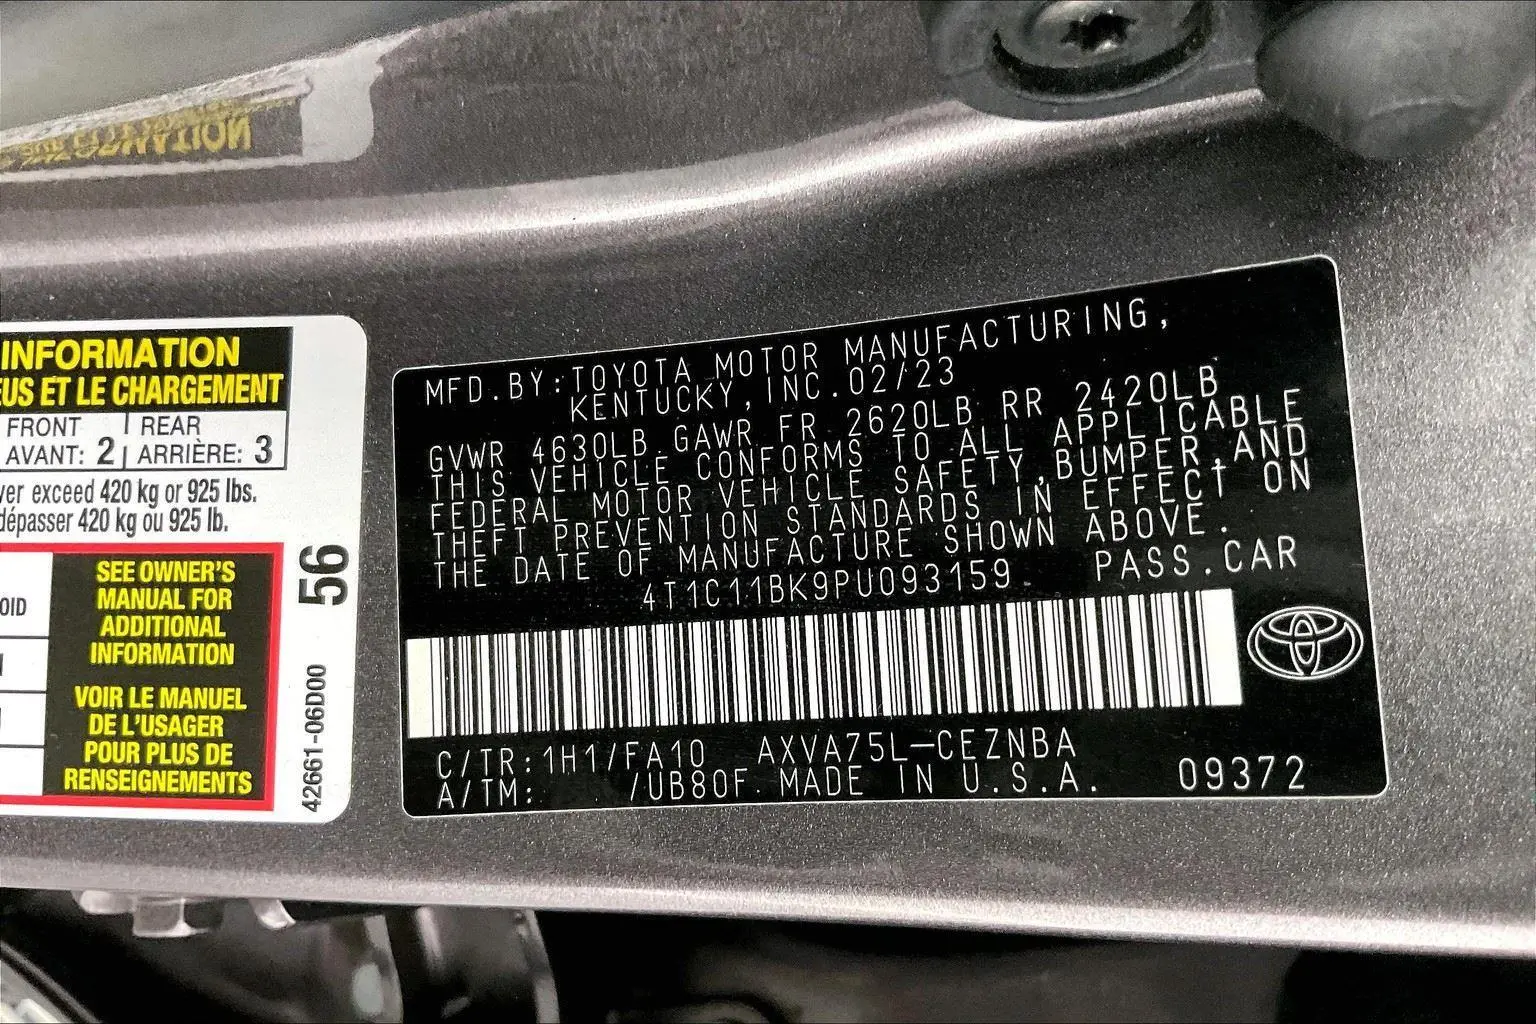 INFORMATION
EUS ET LE CHARGEMENT
FRONT REAR
AVANT: 2 ARRIÈRE: 3
ver exceed 420 kg or 925 lbs.
dépasser 420 kg ou 925 lb.
OID
SEE OWNER'S
MANUAL FOR
ADDITIONAL
INFORMATION
VOIR LE MANUEL
DE L'USAGER
POUR PLUS DE
RENSEIGNEMENTS
56
42661-06D00
MFD.BY:TOYOTA MOTOR MANUFACTURING,
KENTUCKY,INC.02/23
GVWR 4630LB GAWR FR 2620LB RR 2420LB
THIS VEHICLE CONFORMS TO ALL APPLICABLE
FEDERAL MOTOR VEHICLE SAFETY,BUMPER,AND
THEFT PREVENTION STANDARDS IN EFFECT ON
THE DATE OF MANUFACTURE SHOWN ABOVE.
4T1C11BK9PU093159 PASS.CAR
C/TR:1H1/FA10 AXVA75L-CEZNBA
A/TM: /UB80F MADE IN U.S.A. 09372